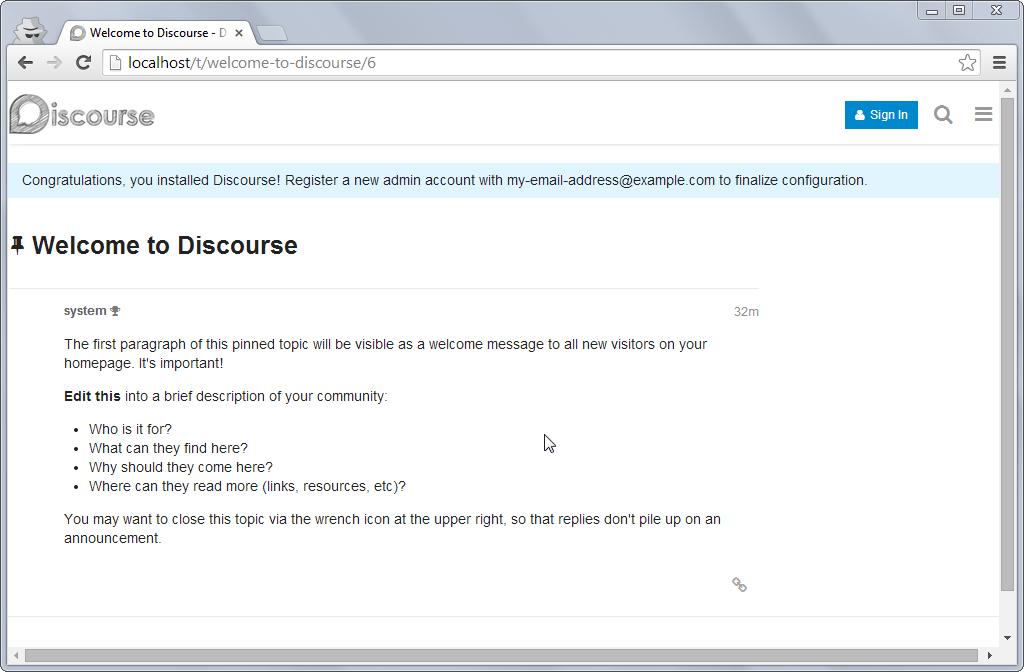 Welcome to Discourse - D
localhost/t/welcome-to-discourse/6
Discourse
Sign In
Congratulations, you installed Discourse! Register a new admin account with my-email-address@example.com to finalize configuration.
Welcome to Discourse
system
32m
The first paragraph of this pinned topic will be visible as a welcome message to all new visitors on your
homepage. It's important!
Edit this into a brief description of your community:
• Who is it for?
• What can they find here?
• Why should they come here?
• Where can they read more (links, resources, etc)?
You may want to close this topic via the wrench icon at the upper right, so that replies don't pile up on an
announcement.